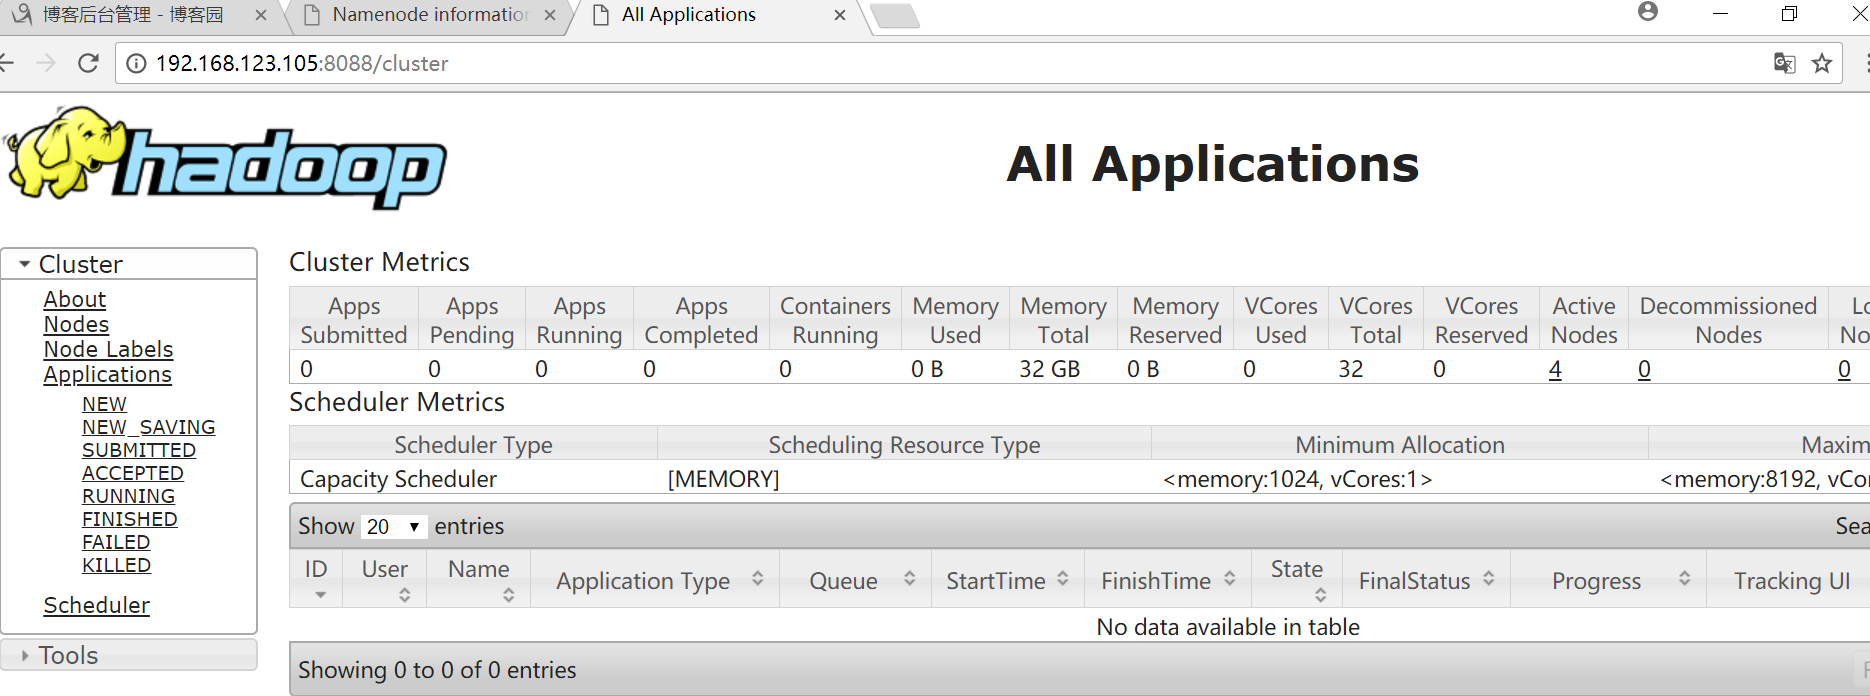 博客后台管理 - 博客园
Namenode information
All Applications
192.168.123.105:8088/cluster
hadoop
All Applications
Cluster
About
Nodes
Node Labels
Applications
NEW
NEW_SAVING
SUBMITTED
ACCEPTED
RUNNING
FINISHED
FAILED
KILLED
Scheduler
Tools
Cluster Metrics
Apps Submitted
Apps Pending
Apps Running
Apps Completed
Containers Running
Memory Used
Memory Total
Memory Reserved
VCores Used
VCores Total
VCores Reserved
Active Nodes
Decommissioned Nodes
Lo
No
0 0 0 0 0 0 B 32 GB 0 B 0 32 0 4 0 0
Scheduler Metrics
Scheduler Type Scheduling Resource Type Minimum Allocation Maxim
Capacity Scheduler [MEMORY] <memory:1024, vCores:1> <memory:8192, vCor
Show 20 entries Sea
ID User Name Application Type Queue StartTime FinishTime State FinalStatus Progress Tracking UI
No data available in table
Showing 0 to 0 of 0 entries